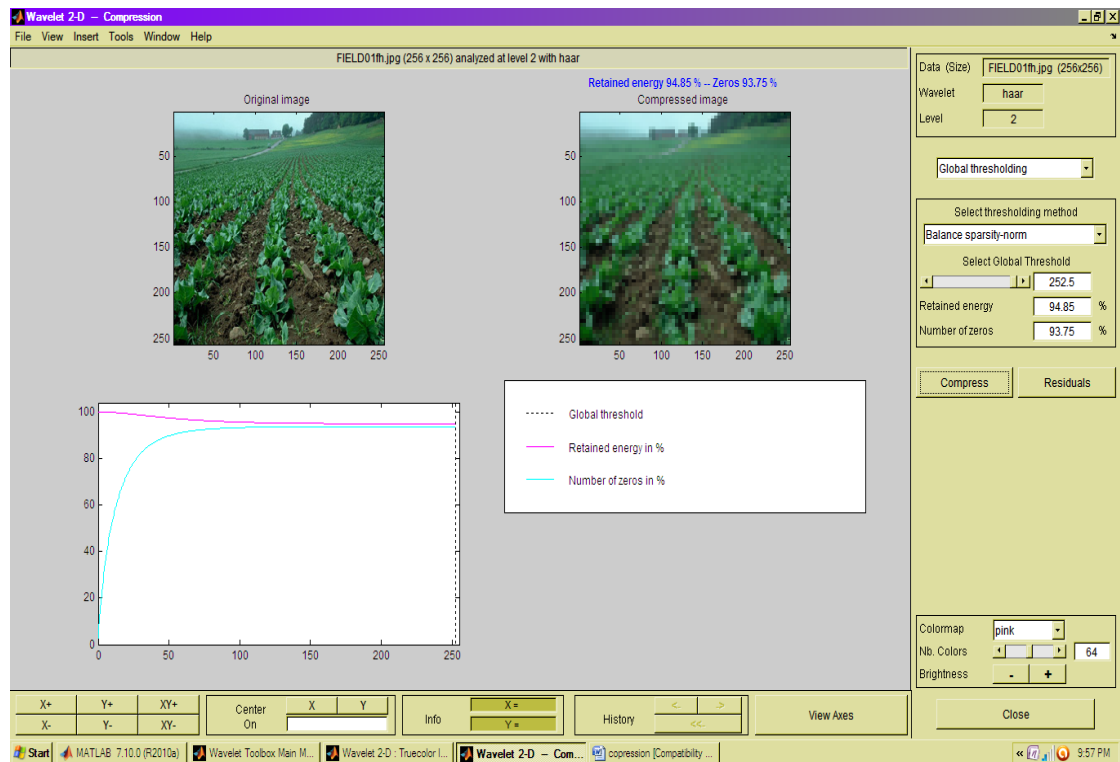 Wavelet 2-D -- Compression
File View Insert Tools Window Help
FIELD01fh.jpg (256 x 256) analyzed at level 2 with haar
Retained energy 94.85 % -- Zeros 93.75 %
Original image
Compressed image
50
100
150
200
250
50 100 150 200 250
50
100
150
200
250
50 100 150 200 250
100
80
60
40
20
0
0 50 100 150 200 250
Global threshold
Retained energy in %
Number of zeros in %
Data (Size) FIELD01fh.jpg (256x256)
Wavelet haar
Level 2
Global thresholding
Select thresholding method
Balance sparsity-norm
Select Global Threshold
252.5
Retained energy 94.85 %
Number of zeros 93.75 %
Compress Residuals
Colormap pink
Nb. Colors 64
Brightness - +
X+ Y+ XY+
X- Y- XY-
Center On X Y
Info X = Y =
History <- -> <<-
View Axes
Close
Start MATLAB 7.10.0 (R2010a) Wavelet Toolbox Main M... Wavelet 2-D : Truecolor I... Wavelet 2-D -- Com... copression [Compatibility ... « 9:57 PM